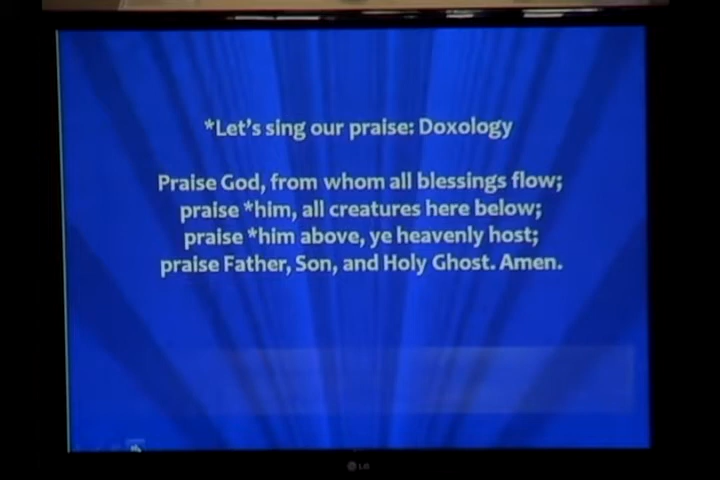 *Let's sing our praise: Doxology
Praise God, from whom all blessings flow;
praise *him, all creatures here below;
praise *him above, ye heavenly host;
praise Father, Son, and Holy Ghost. Amen.
LG